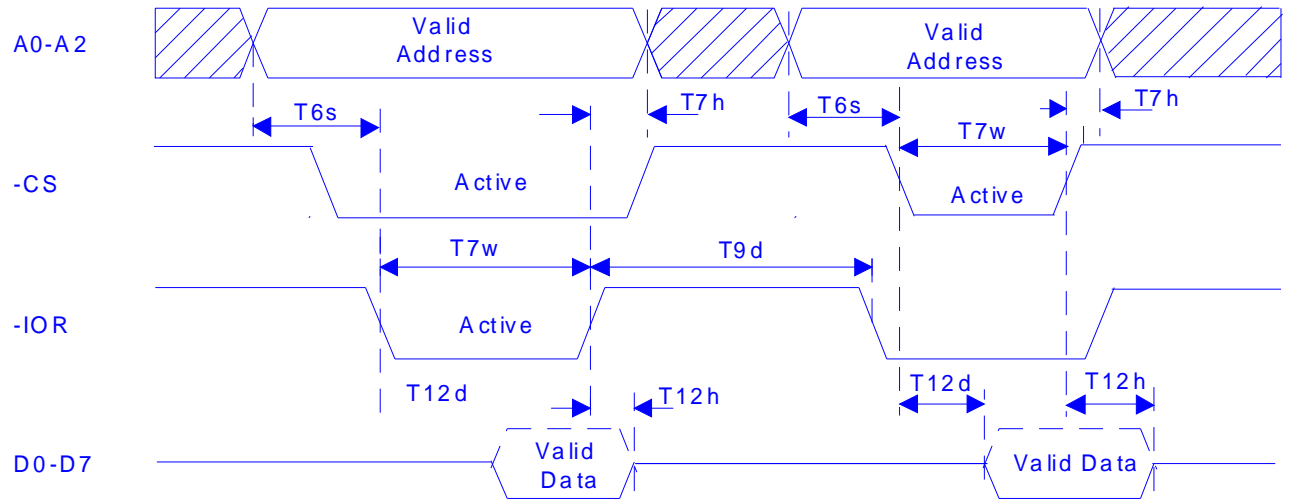 A0-A2
Valid
Address
Valid
Address
T6s
T7h
T6s
T7h
T7w
-CS
Active
Active
T7w
T9d
-IOR
Active
T12d
T12h
T12d
T12h
D0-D7
Valid
Data
Valid Data